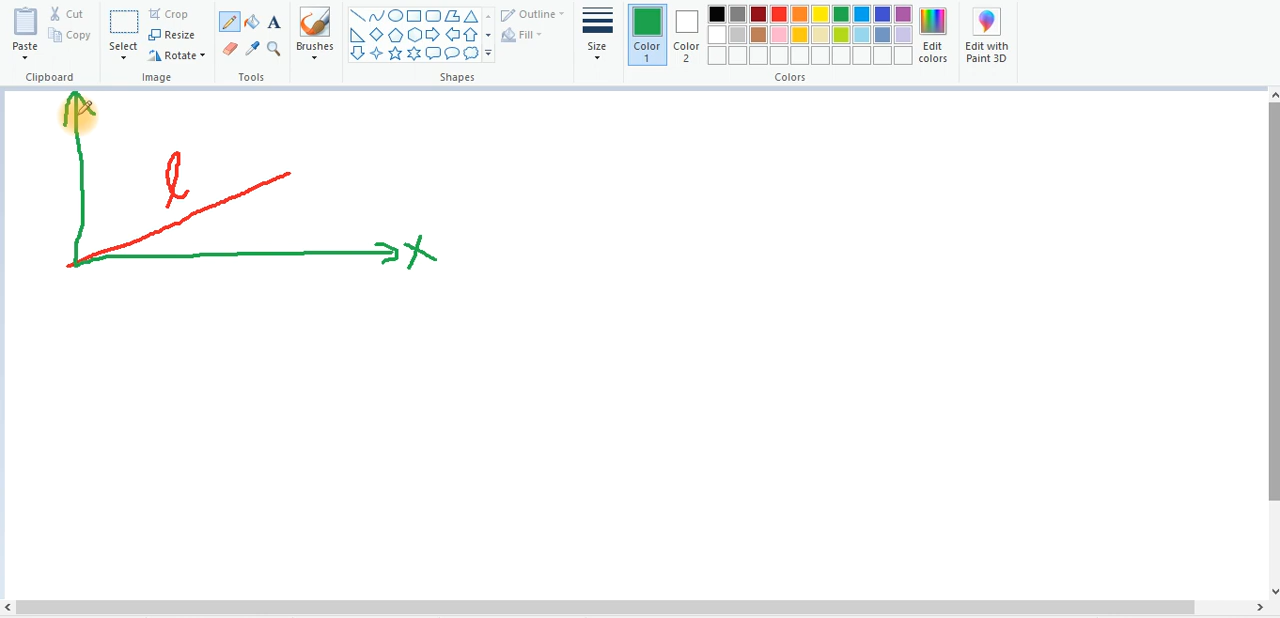 Paste
Cut
Copy
Clipboard
Select
Crop
Resize
Rotate
Image
A
Tools
Brushes
Outline
Fill
Shapes
Size
Color 1
Color 2
Edit colors
Colors
Edit with Paint 3D
l
X